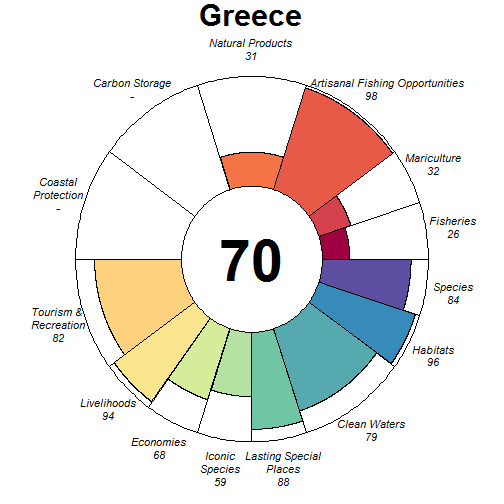 Greece
Natural Products
31
Carbon Storage
-
Artisanal Fishing Opportunities
98
Mariculture
32
Coastal
Protection
-
Fisheries
26
70
Species
84
Tourism &
Recreation
82
Habitats
96
Livelihoods
94
Clean Waters
79
Economies
68
Iconic
Species
59
Lasting Special
Places
88